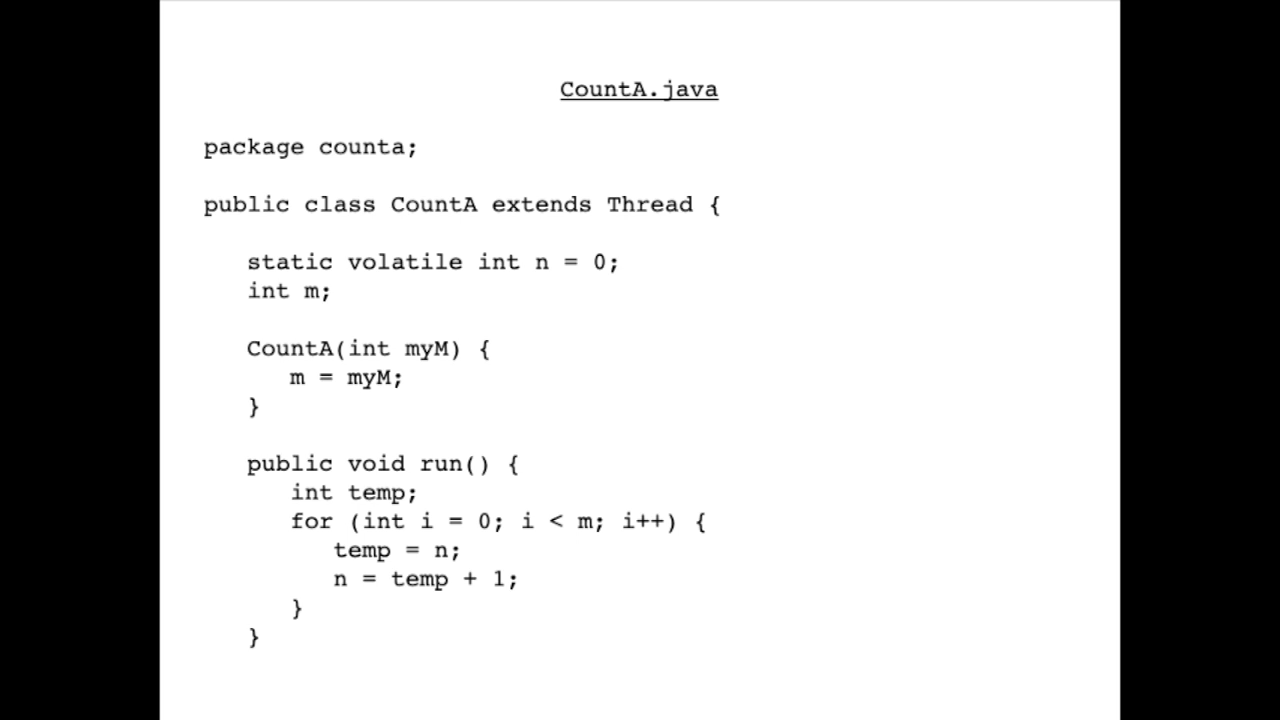 CountA.java
package counta;
public class CountA extends Thread {
static volatile int n = 0;
int m;
CountA(int myM) {
m = myM;
}
public void run() {
int temp;
for (int i = 0; i < m; i++) {
temp = n;
n = temp + 1;
}
}